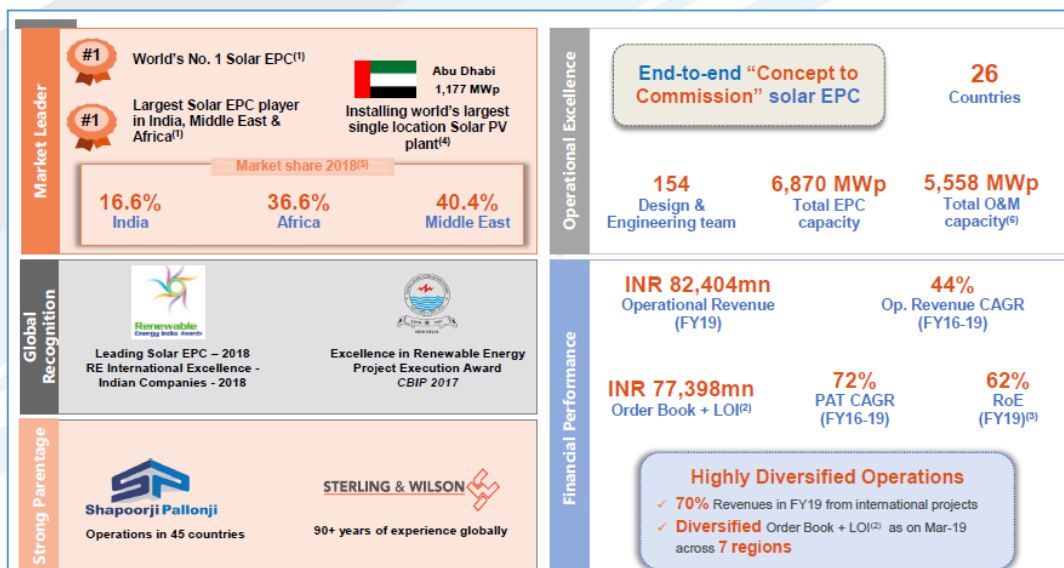 Market Leader
#1
World's No. 1 Solar EPC(1)
#1
Largest Solar EPC player
in India, Middle East &
Africa(1)
Abu Dhabi
1,177 MWp
Installing world's largest
single location Solar PV
plant(4)
Market share 2018(5)
16.6%
India
36.6%
Africa
40.4%
Middle East
Operational Excellence
End-to-end "Concept to
Commission" solar EPC
26
Countries
154
Design &
Engineering team
6,870 MWp
Total EPC
capacity
5,558 MWp
Total O&M
capacity(6)
Global
Recognition
Renewable
Energy India Awards
Leading Solar EPC – 2018
RE International Excellence -
Indian Companies - 2018
NEW DELHI
Excellence in Renewable Energy
Project Execution Award
CBIP 2017
Strong Parentage
SP
Shapoorji Pallonji
Operations in 45 countries
STERLING & WILSON
90+ years of experience globally
Financial Performance
INR 82,404mn
Operational Revenue
(FY19)
44%
Op. Revenue CAGR
(FY16-19)
INR 77,398mn
Order Book + LOI(2)
72%
PAT CAGR
(FY16-19)
62%
RoE
(FY19)(3)
Highly Diversified Operations
✓ 70% Revenues in FY19 from international projects
✓ Diversified Order Book + LOI(2) as on Mar-19
across 7 regions